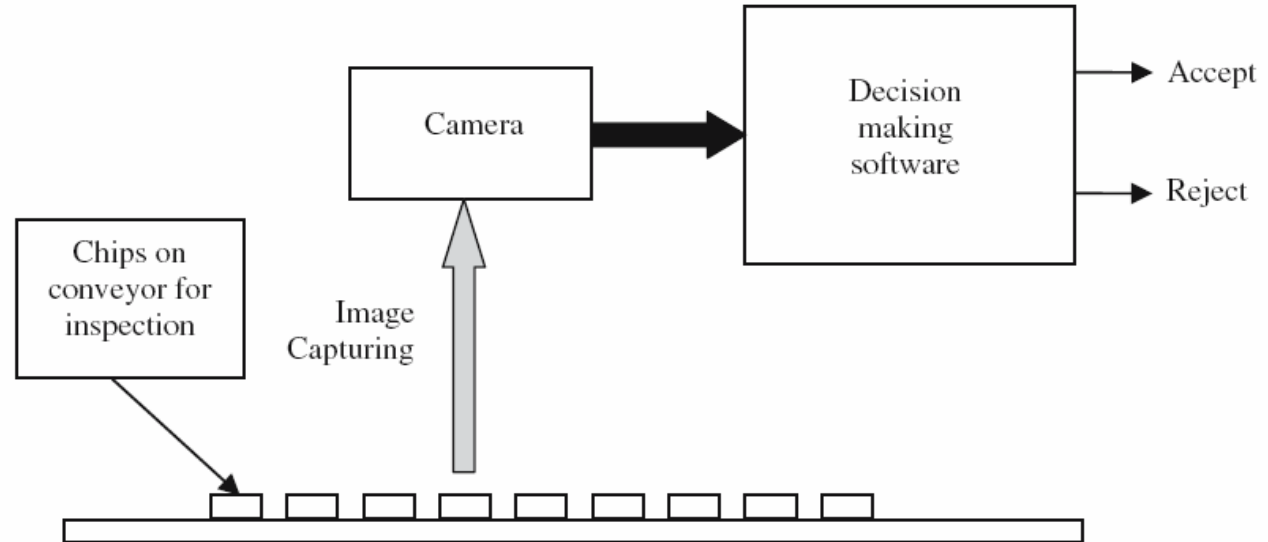 Chips on
conveyor for
inspection
Image
Capturing
Camera
Decision
making
software
Accept
Reject